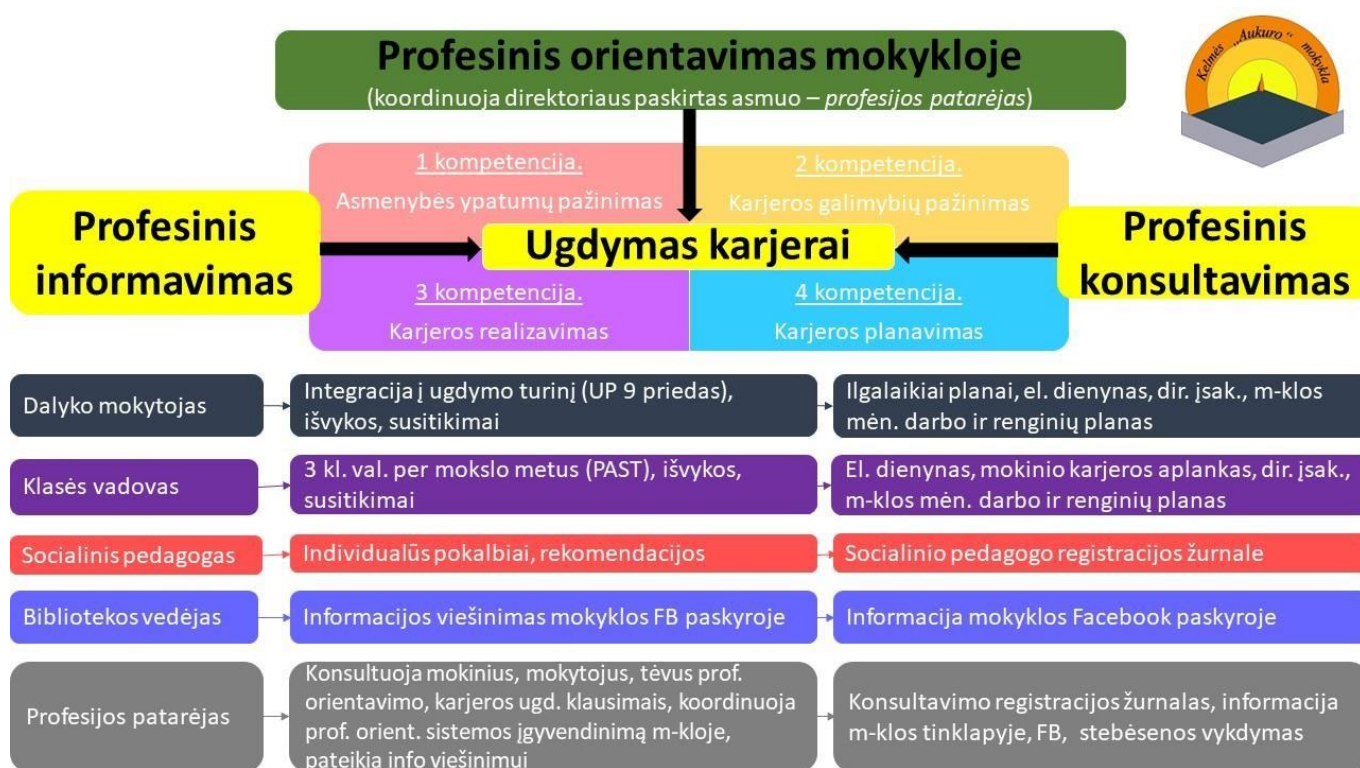 Profesinis orientavimas mokykloje
(koordinuoja direktoriaus paskirtas asmuo – profesijos patarėjas)
Kelmės „Aukuro“ mokykla
1 kompetencija.
Asmenybės ypatumų pažinimas
2 kompetencija.
Karjeros galimybių pažinimas
Profesinis
informavimas
Ugdymas karjerai
Profesinis
konsultavimas
3 kompetencija.
Karjeros realizavimas
4 kompetencija.
Karjeros planavimas
Dalyko mokytojas
Integracija į ugdymo turinį (UP 9 priedas),
išvykos, susitikimai
Ilgalaikiai planai, el. dienynas, dir. įsak., m-klos
mėn. darbo ir renginių planas
Klasės vadovas
3 kl. val. per mokslo metus (PAST), išvykos,
susitikimai
El. dienynas, mokinio karjeros aplankas, dir. įsak.,
m-klos mėn. darbo ir renginių planas
Socialinis pedagogas
Individualūs pokalbiai, rekomendacijos
Socialinio pedagogo registracijos žurnale
Bibliotekos vedėjas
Informacijos viešinimas mokyklos FB paskyroje
Informacija mokyklos Facebook paskyroje
Profesijos patarėjas
Konsultuoja mokinius, mokytojus, tėvus prof.
orientavimo, karjeros ugd. klausimais, koordinuoja
prof. orient. sistemos įgyvendinimą m-kloje,
pateikia info viešinimui
Konsultavimo registracijos žurnalas, informacija
m-klos tinklapyje, FB, stebėsenos vykdymas